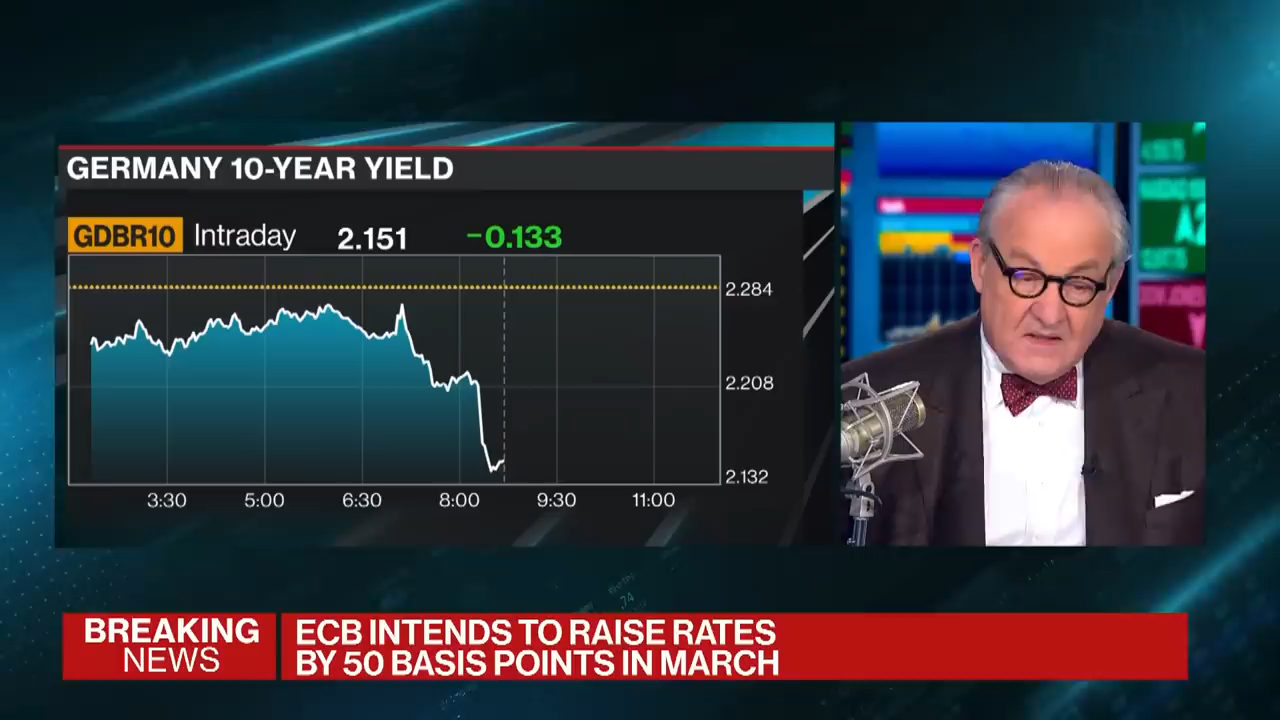 GERMANY 10-YEAR YIELD
GDBR10 Intraday 2.151 -0.133
2.284
2.208
2.132
3:30 5:00 6:30 8:00 9:30 11:00
BREAKING
NEWS
ECB INTENDS TO RAISE RATES
BY 50 BASIS POINTS IN MARCH